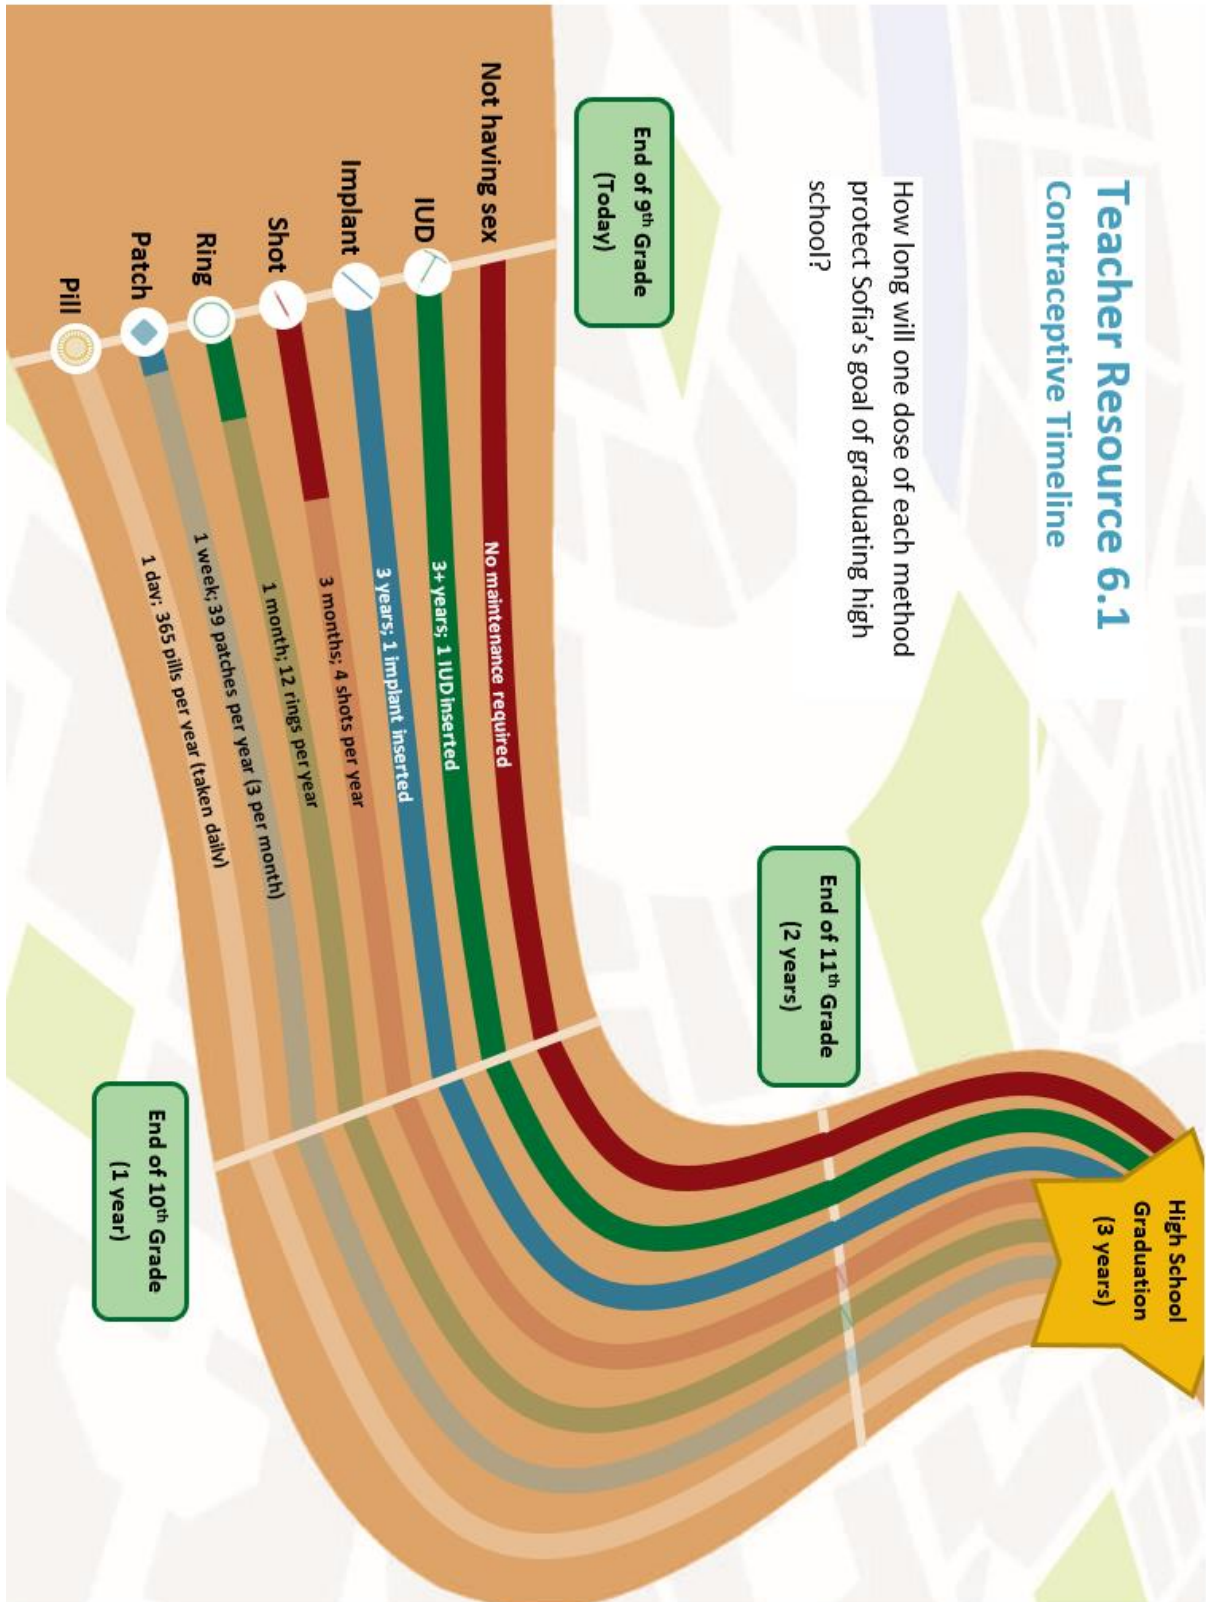 Teacher Resource 6.1
Contraceptive Timeline
How long will one dose of each method
protect Sofia's goal of graduating high
school?
End of 9th Grade
(Today)
End of 11th Grade
(2 years)
High School
Graduation
(3 years)
Not having sex
No maintenance required
IUD
3+ years; 1 IUD inserted
Implant
3 years; 1 implant inserted
Shot
3 months; 4 shots per year
Ring
1 month; 12 rings per year
Patch
1 week; 39 patches per year (3 per month)
Pill
1 day; 365 pills per year (taken daily)
End of 10th Grade
(1 year)